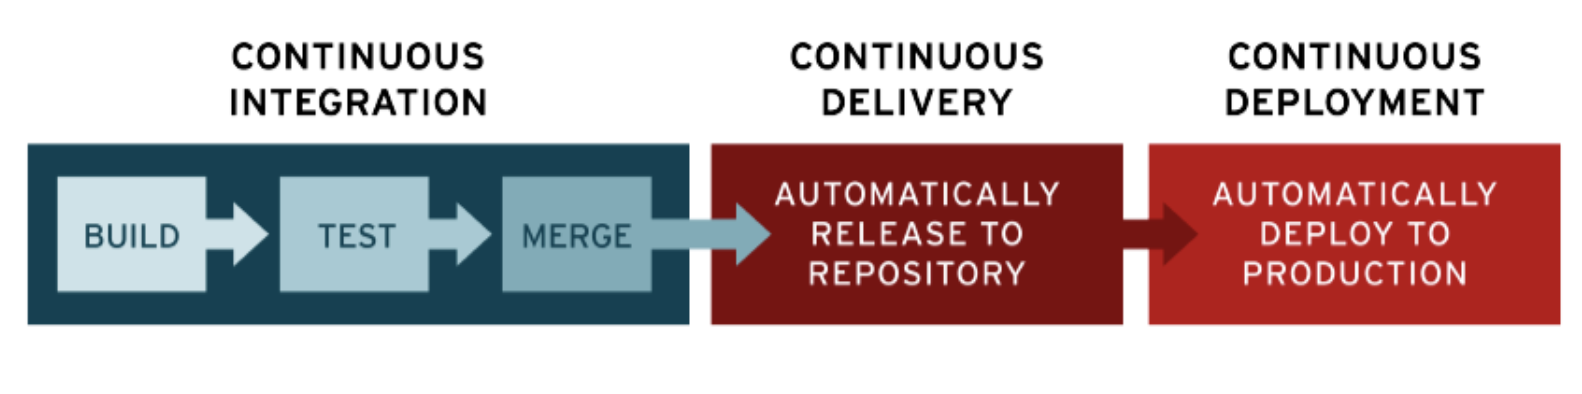 CONTINUOUS
INTEGRATION
CONTINUOUS
DELIVERY
CONTINUOUS
DEPLOYMENT
BUILD
TEST
MERGE
AUTOMATICALLY
RELEASE TO
REPOSITORY
AUTOMATICALLY
DEPLOY TO
PRODUCTION